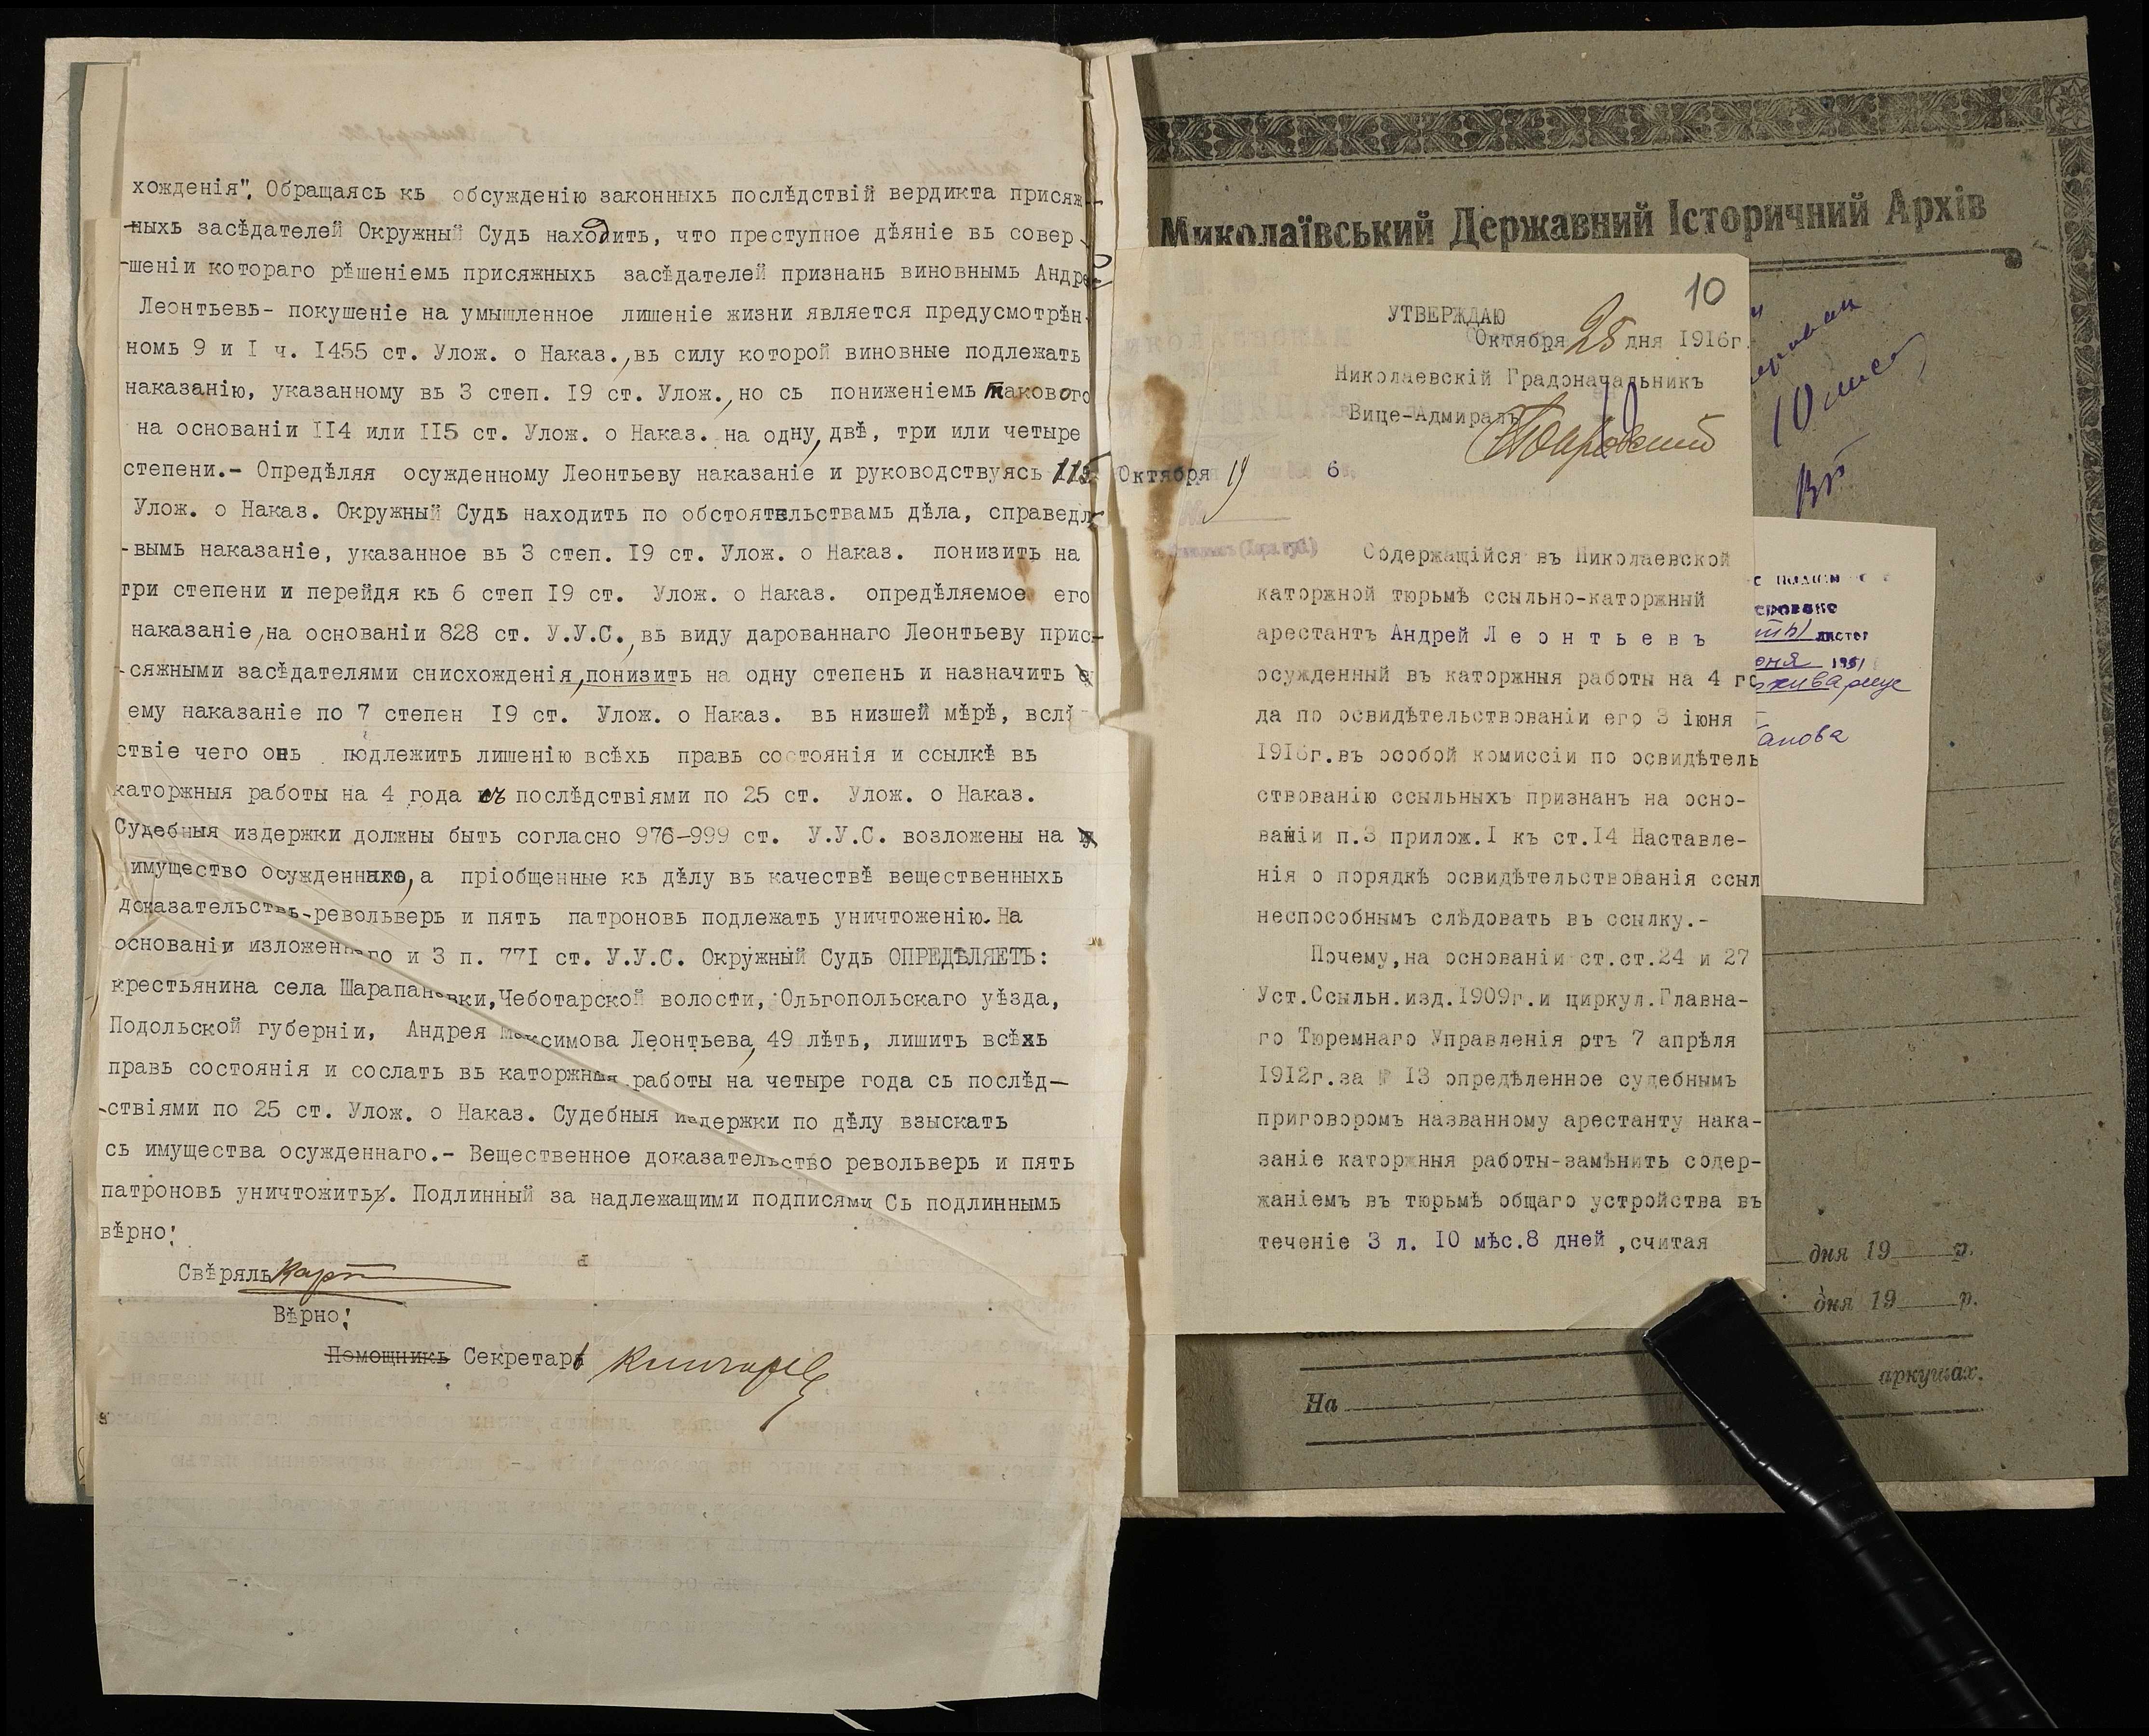 хожденія". Обращаясь къ обсужденію законныхъ послѣдствій вердикта присяж-
-ныхъ засѣдателей Окружный Судъ находитъ, что преступное дѣяніе въ совер-
-шеніи котораго рѣшеніемъ присяжныхъ засѣдателей признанъ виновнымъ Андрей
Леонтьевъ- покушеніе на умышленное лишеніе жизни является предусмотрѣн-
номъ 9 и I ч. I455 ст. Улож. о Наказ., въ силу которой виновные подлежатъ
наказанію, указанному въ 3 степ. I9 ст. Улож., но съ пониженіемъ такового
на основаніи II4 или II5 ст. Улож. о Наказ. на одну, двѣ, три или четыре
степени.- Опредѣляя осужденному Леонтьеву наказаніе и руководствуясь 115
Улож. о Наказ. Окружный Судъ находитъ по обстоятельствамъ дѣла, справедл
-вымъ наказаніе, указанное въ 3 степ. I9 ст. Улож. о Наказ. понизить на
три степени и перейдя къ 6 степ I9 ст. Улож. о Наказ. опредѣляемое его
наказаніе, на основаніи 828 ст. У.У.С., въ виду дарованнаго Леонтьеву прис-
-сяжными засѣдателями снисхожденія, понизить на одну степень и назначить
ему наказаніе по 7 степен I9 ст. Улож. о Наказ. въ низшей мѣрѣ, вслѣ
ствіе чего онъ подлежитъ лишенію всѣхъ правъ состоянія и ссылкѣ въ
каторжныя работы на 4 года съ послѣдствіями по 25 ст. Улож. о Наказ.
Судебныя издержки должны быть согласно 976-999 ст. У.У.С. возложены на
имущество осужденнаго, а пріобщенные къ дѣлу въ качествѣ вещественныхъ
доказательствъ-револьверъ и пять патроновъ подлежатъ уничтоженію. На
основаніи изложеннаго и 3 п. 77I ст. У.У.С. Окружный Судъ ОПРЕДѢЛЯЕТЪ:
крестьянина села Шарапановки, Чеботарской волости, Ольгопольскаго уѣзда,
Подольской губерніи, Андрея Максимова Леонтьева, 49 лѣтъ, лишить всѣхъ
правъ состоянія и сослать въ каторжныя работы на четыре года съ послѣд-
-ствіями по 25 ст. Улож. о Наказ. Судебныя издержки по дѣлу взыскать
съ имущества осужденнаго.- Вещественное доказательство револьверъ и пять
патроновъ уничтожить. Подлинный за надлежащими подписями Съ подлиннымъ
вѣрно:
Свѣрялъ
Вѣрно:
Помощникъ Секретаря
Миколаївський Державний Історичний Архів
10
УТВЕРЖДАЮ
Октября 25 дня 1916г.
Николаевскій Градоначальникъ
Вице-Адмиралъ
Октября 19 6.
Содержащійся въ Николаевской
каторжной тюрьмѣ ссыльно-каторжный
арестантъ Андрей Леонтьевъ
осужденный въ каторжныя работы на 4 го
да по освидѣтельствованіи его 3 іюня
1916г.въ особой комиссіи по освидѣтель
ствованію ссыльныхъ признанъ на осно-
ваніи п.3 прилож.I къ ст.I4 Наставле-
нія о порядкѣ освидѣтельствованія ссыл
неспособнымъ слѣдовать въ ссылку.-
Почему, на основаніи ст.ст.24 и 27
Уст.Ссыльн.изд.1909г.и циркул.Главна-
го Тюремнаго Управленія отъ 7 апрѣля
1912г.за № I3 опредѣленное судебнымъ
приговоромъ названному арестанту нака-
заніе каторжныя работы-замѣнить содер-
жаніемъ въ тюрьмѣ общаго устройства въ
теченіе 3 л. IO мѣс.8 дней ,считая
листов
1951
дня 19 р.
дня 19 р.
На аркушах.